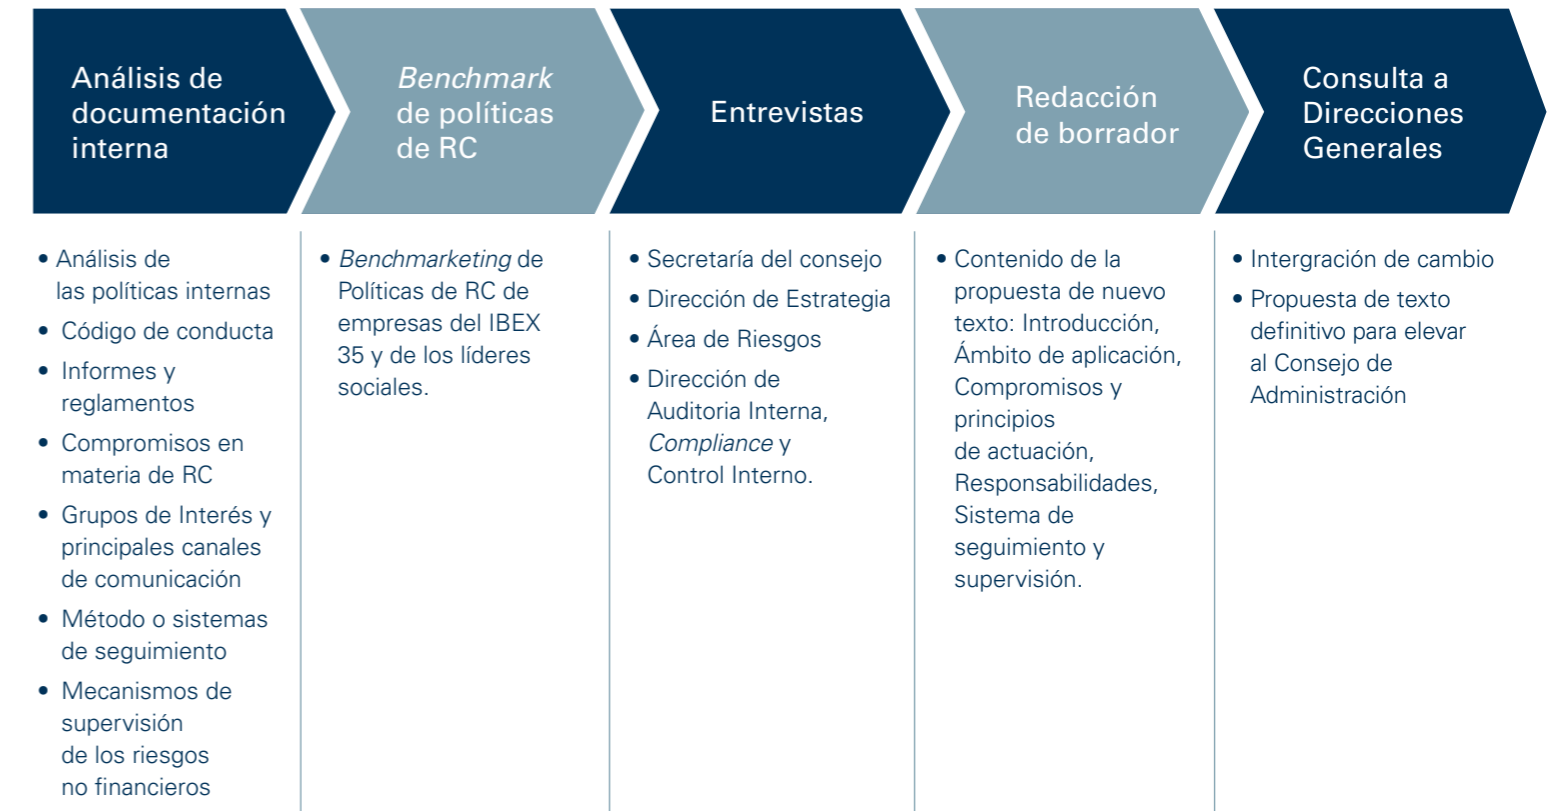 Análisis de
documentación
interna
Benchmark
de políticas
de RC
Entrevistas
Redacción
de borrador
Consulta a
Direcciones
Generales
• Análisis de
las políticas internas
• Código de conducta
• Informes y
reglamentos
• Compromisos en
materia de RC
• Grupos de Interés y
principales canales
de comunicación
• Método o sistemas
de seguimiento
• Mecanismos de
supervisión
de los riesgos
no financieros
• Benchmarketing de
Políticas de RC de
empresas del IBEX
35 y de los líderes
sociales.
• Secretaría del consejo
• Dirección de Estrategia
• Área de Riesgos
• Dirección de
Auditoria Interna,
Compliance y
Control Interno.
• Contenido de la
propuesta de nuevo
texto: Introducción,
Ámbito de aplicación,
Compromisos y
principios
de actuación,
Responsabilidades,
Sistema de
seguimiento y
supervisión.
• Intergración de cambio
• Propuesta de texto
definitivo para elevar
al Consejo de
Administración